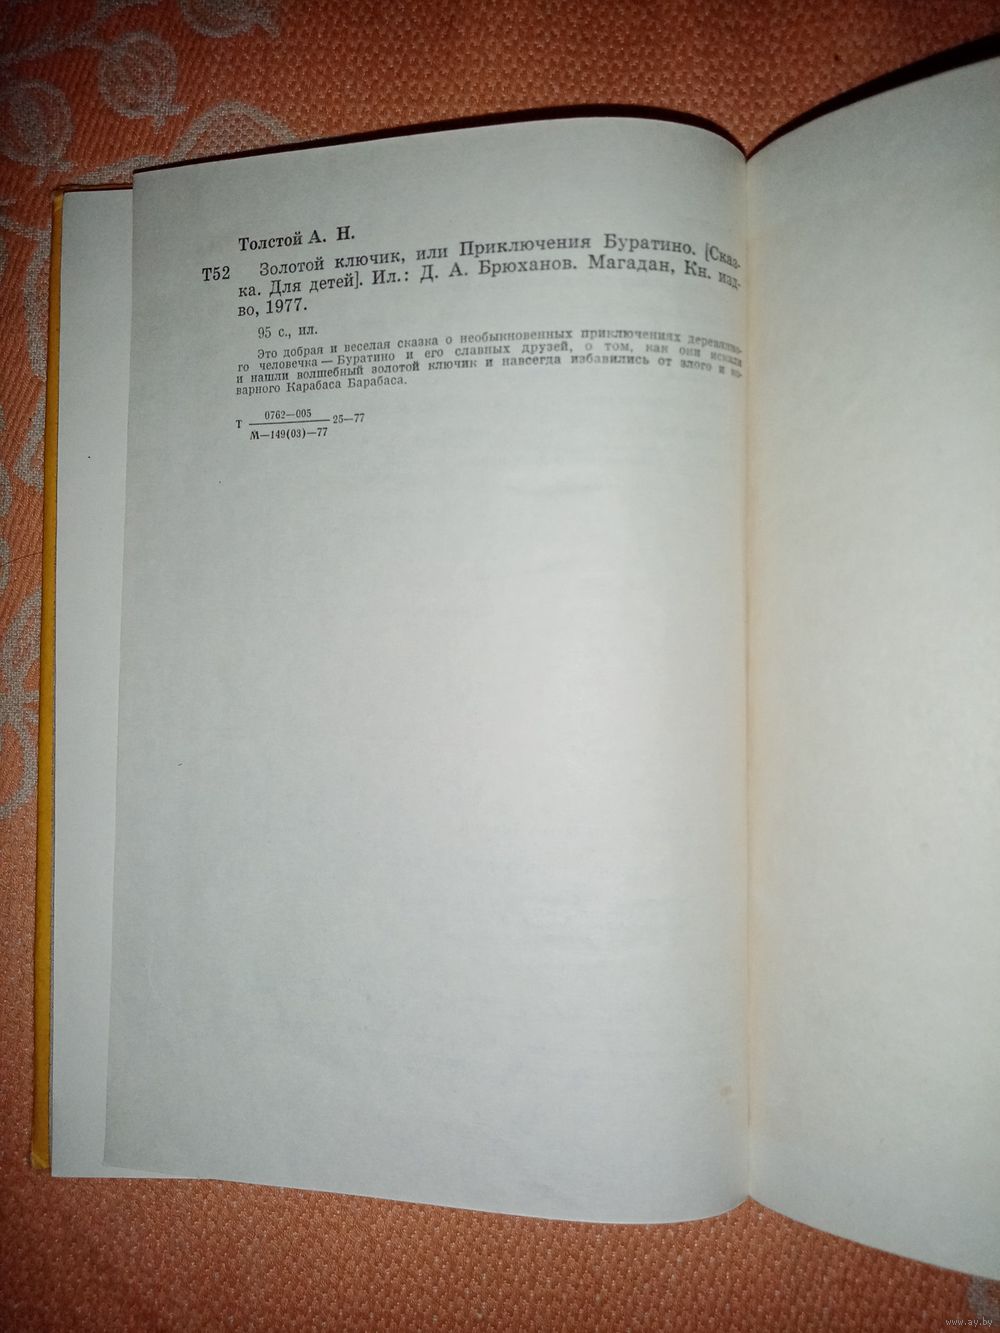 Толстой А. Н.
Т52 Золотой ключик, или Приключения Буратино. [Сказ-
ка. Для детей]. Ил.: Д. А. Брюханов. Магадан, Кн. изд-
во, 1977.
95 с., ил.
Это добрая и веселая сказка о необыкновенных приключениях деревянно-
го человечка — Буратино и его славных друзей, о том, как они искали
и нашли волшебный золотой ключик и навсегда избавились от злого и ко-
варного Карабаса Барабаса.
Т 0762—005 25—77
М—149(03)—77
www.ay.by